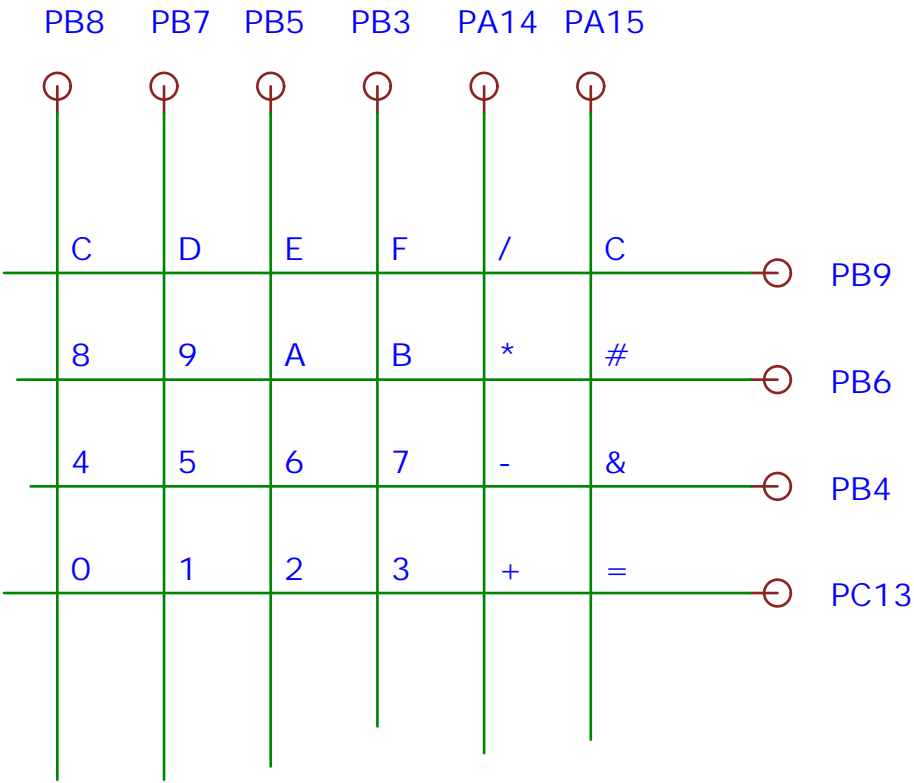 PB8 PB7 PB5 PB3 PA14 PA15
C D E F / C PB9
8 9 A B * # PB6
4 5 6 7 - & PB4
0 1 2 3 + = PC13